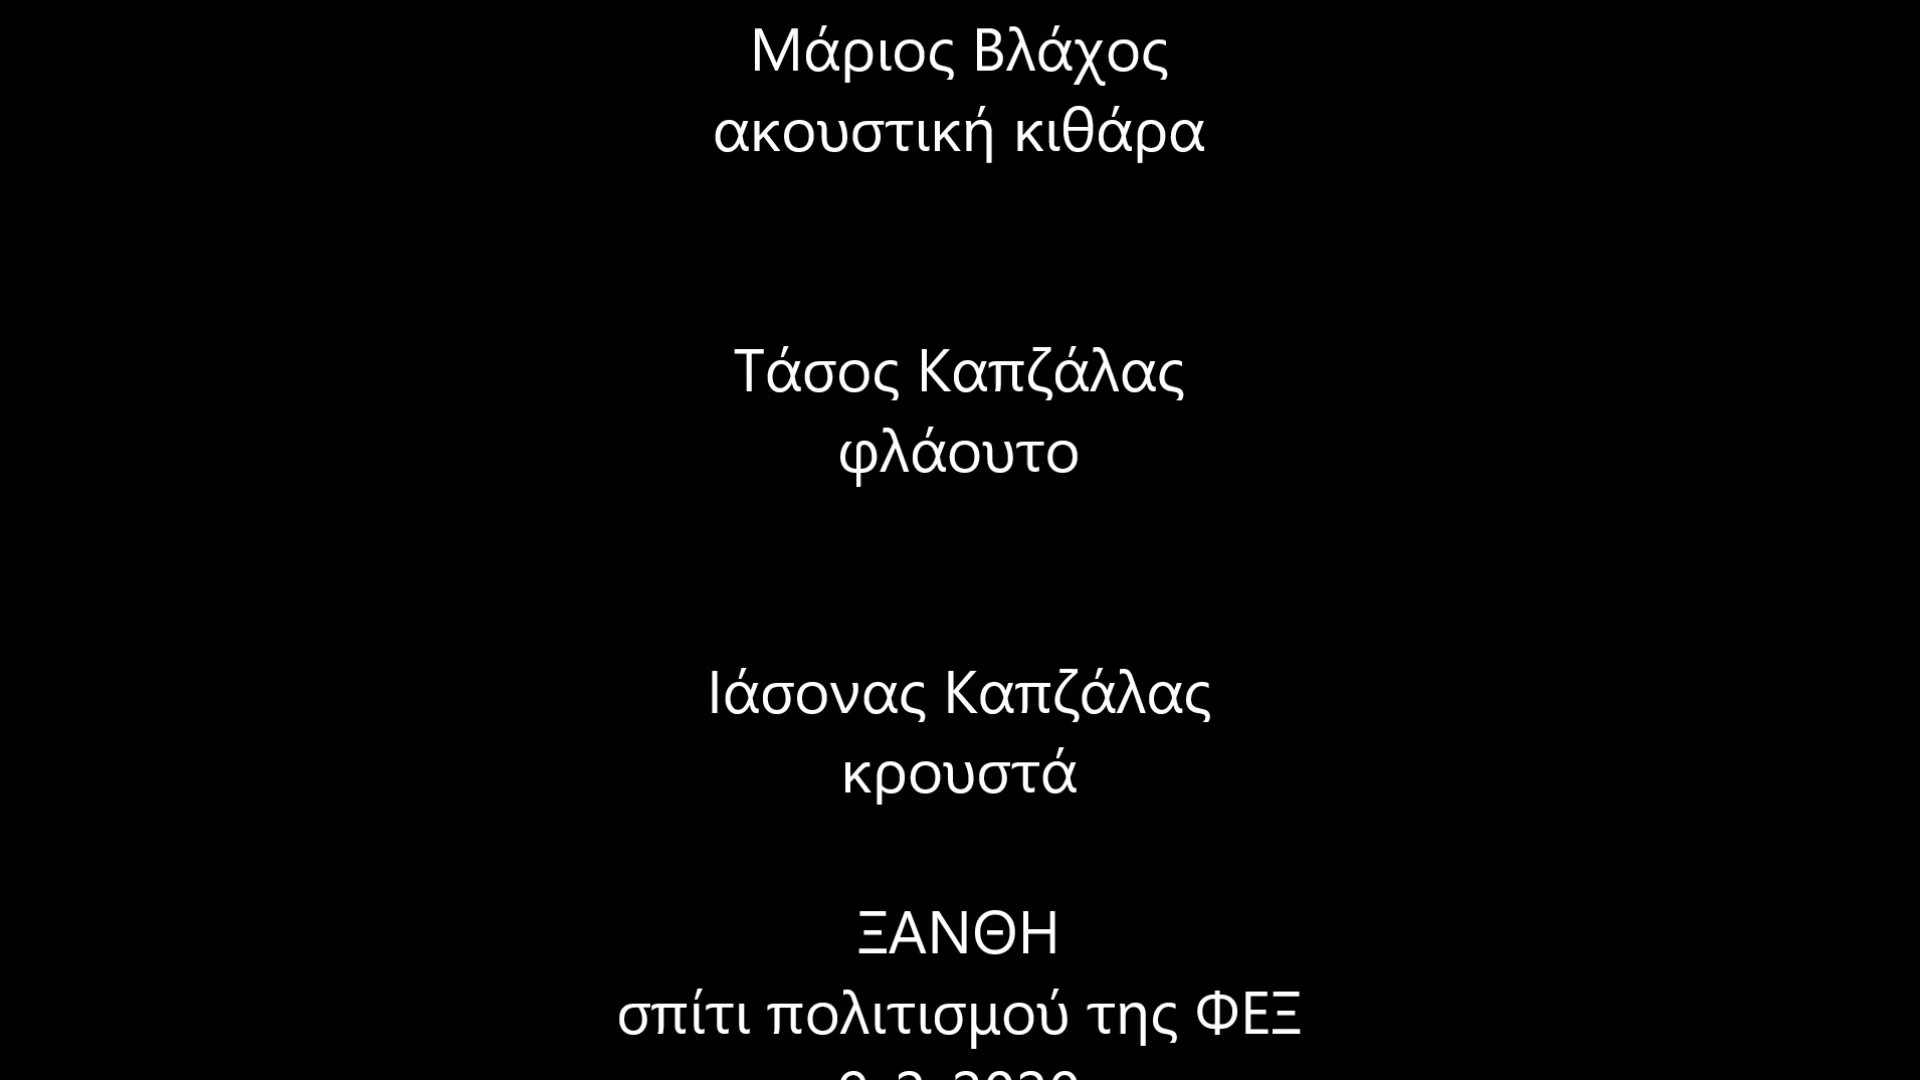 Μάριος Βλάχος
ακουστική κιθάρα
Τάσος Καπζάλας
φλάουτο
Ιάσονας Καπζάλας
κρουστά
ΞΑΝΘΗ
σπίτι πολιτισμού της ΦΕΞ